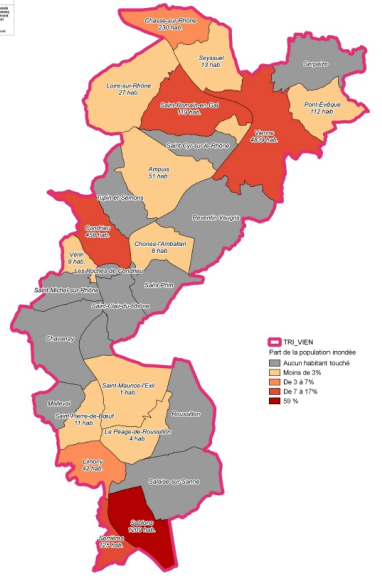 Chasse-sur-Rhône
230 hab.
Seyssuel
13 hab.
Serpaize
Loire-sur-Rhône
27 hab.
Saint-Romain-en-Gal
119 hab.
Pont-Evêque
112 hab.
Vienne
Saint-Cyr-sur-le-Rhône
Ampuis
51 hab.
Tupin et Semons
Reventin-Vaugris
Condrieu
458 hab.
Chonas-l'Amballan
8 hab.
Vérin
9 hab.
Les Roches de Condrieu
Saint-Prim
Saint-Michel-sur-Rhône
Saint-Clair-du-Rhône
Chavanay
TRI_VIEN
Part de la population inondée
Aucun habitant touché
Moins de 3%
De 3 à 7%
De 7 à 17%
59 %
Saint-Maurice-l'Exil
1 hab.
Malleval
Saint-Pierre-de-Bœuf
11 hab.
Roussillon
Le Péage-de-Roussillon
4 hab.
Limony
42 hab.
Salaise-sur-Sanne
Sablons
Serrières
125 hab.